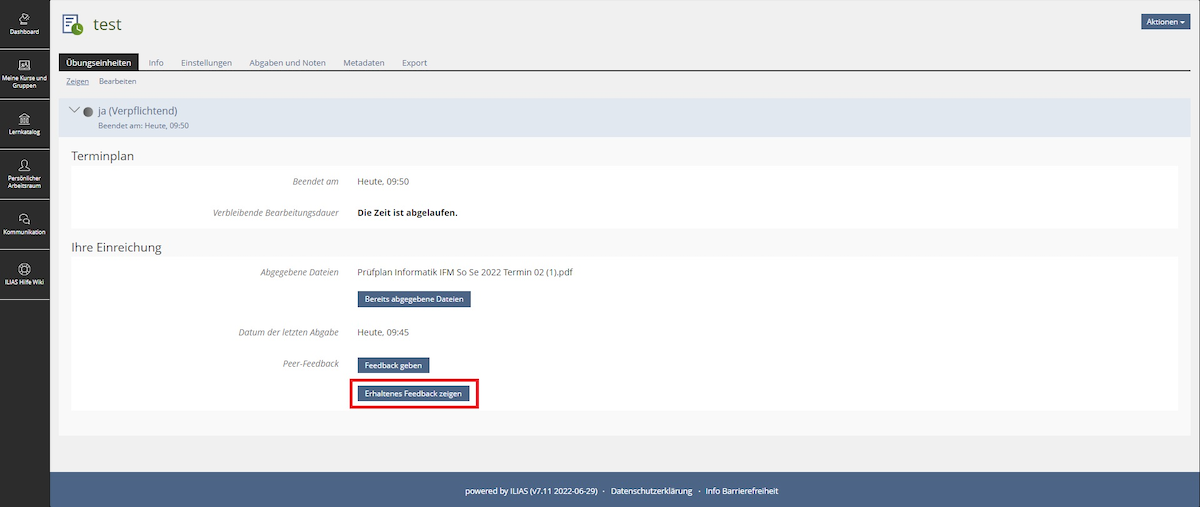 Dashboard
Meine Kurse und
Gruppen
Lernkatalog
Persönlicher
Arbeitsraum
Kommunikation
ILIAS Hilfe Wiki
test
Aktionen
Übungseinheiten Info Einstellungen Abgaben und Noten Metadaten Export
Zeigen Bearbeiten
ja (Verpflichtend)
Beendet am: Heute, 09:50
Terminplan
Beendet am Heute, 09:50
Verbleibende Bearbeitungsdauer Die Zeit ist abgelaufen.
Ihre Einreichung
Abgegebene Dateien Prüfplan Informatik IFM So Se 2022 Termin 02 (1).pdf
Bereits abgegebene Dateien
Datum der letzten Abgabe Heute, 09:45
Peer-Feedback Feedback geben
Erhaltenes Feedback zeigen
powered by ILIAS (v7.11 2022-06-29) · Datenschutzerklärung · Info Barrierefreiheit